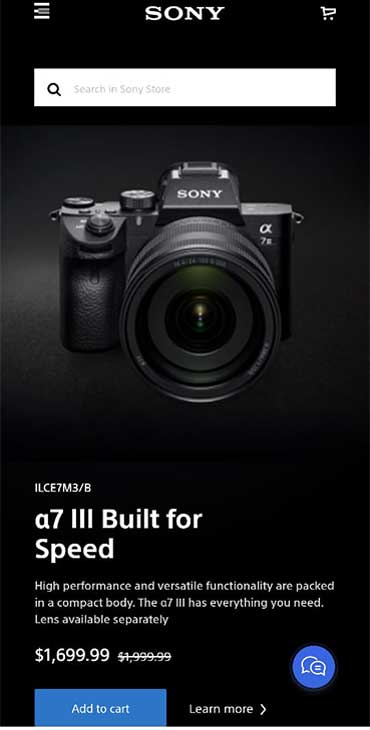 SONY
Search in Sony Store
SONY
α
7 III
ILCE7M3/B
α7 III Built for
Speed
High performance and versatile functionality are packed
in a compact body. The α7 III has everything you need.
Lens available separately
$1,699.99 $1,999.99
Add to cart Learn more